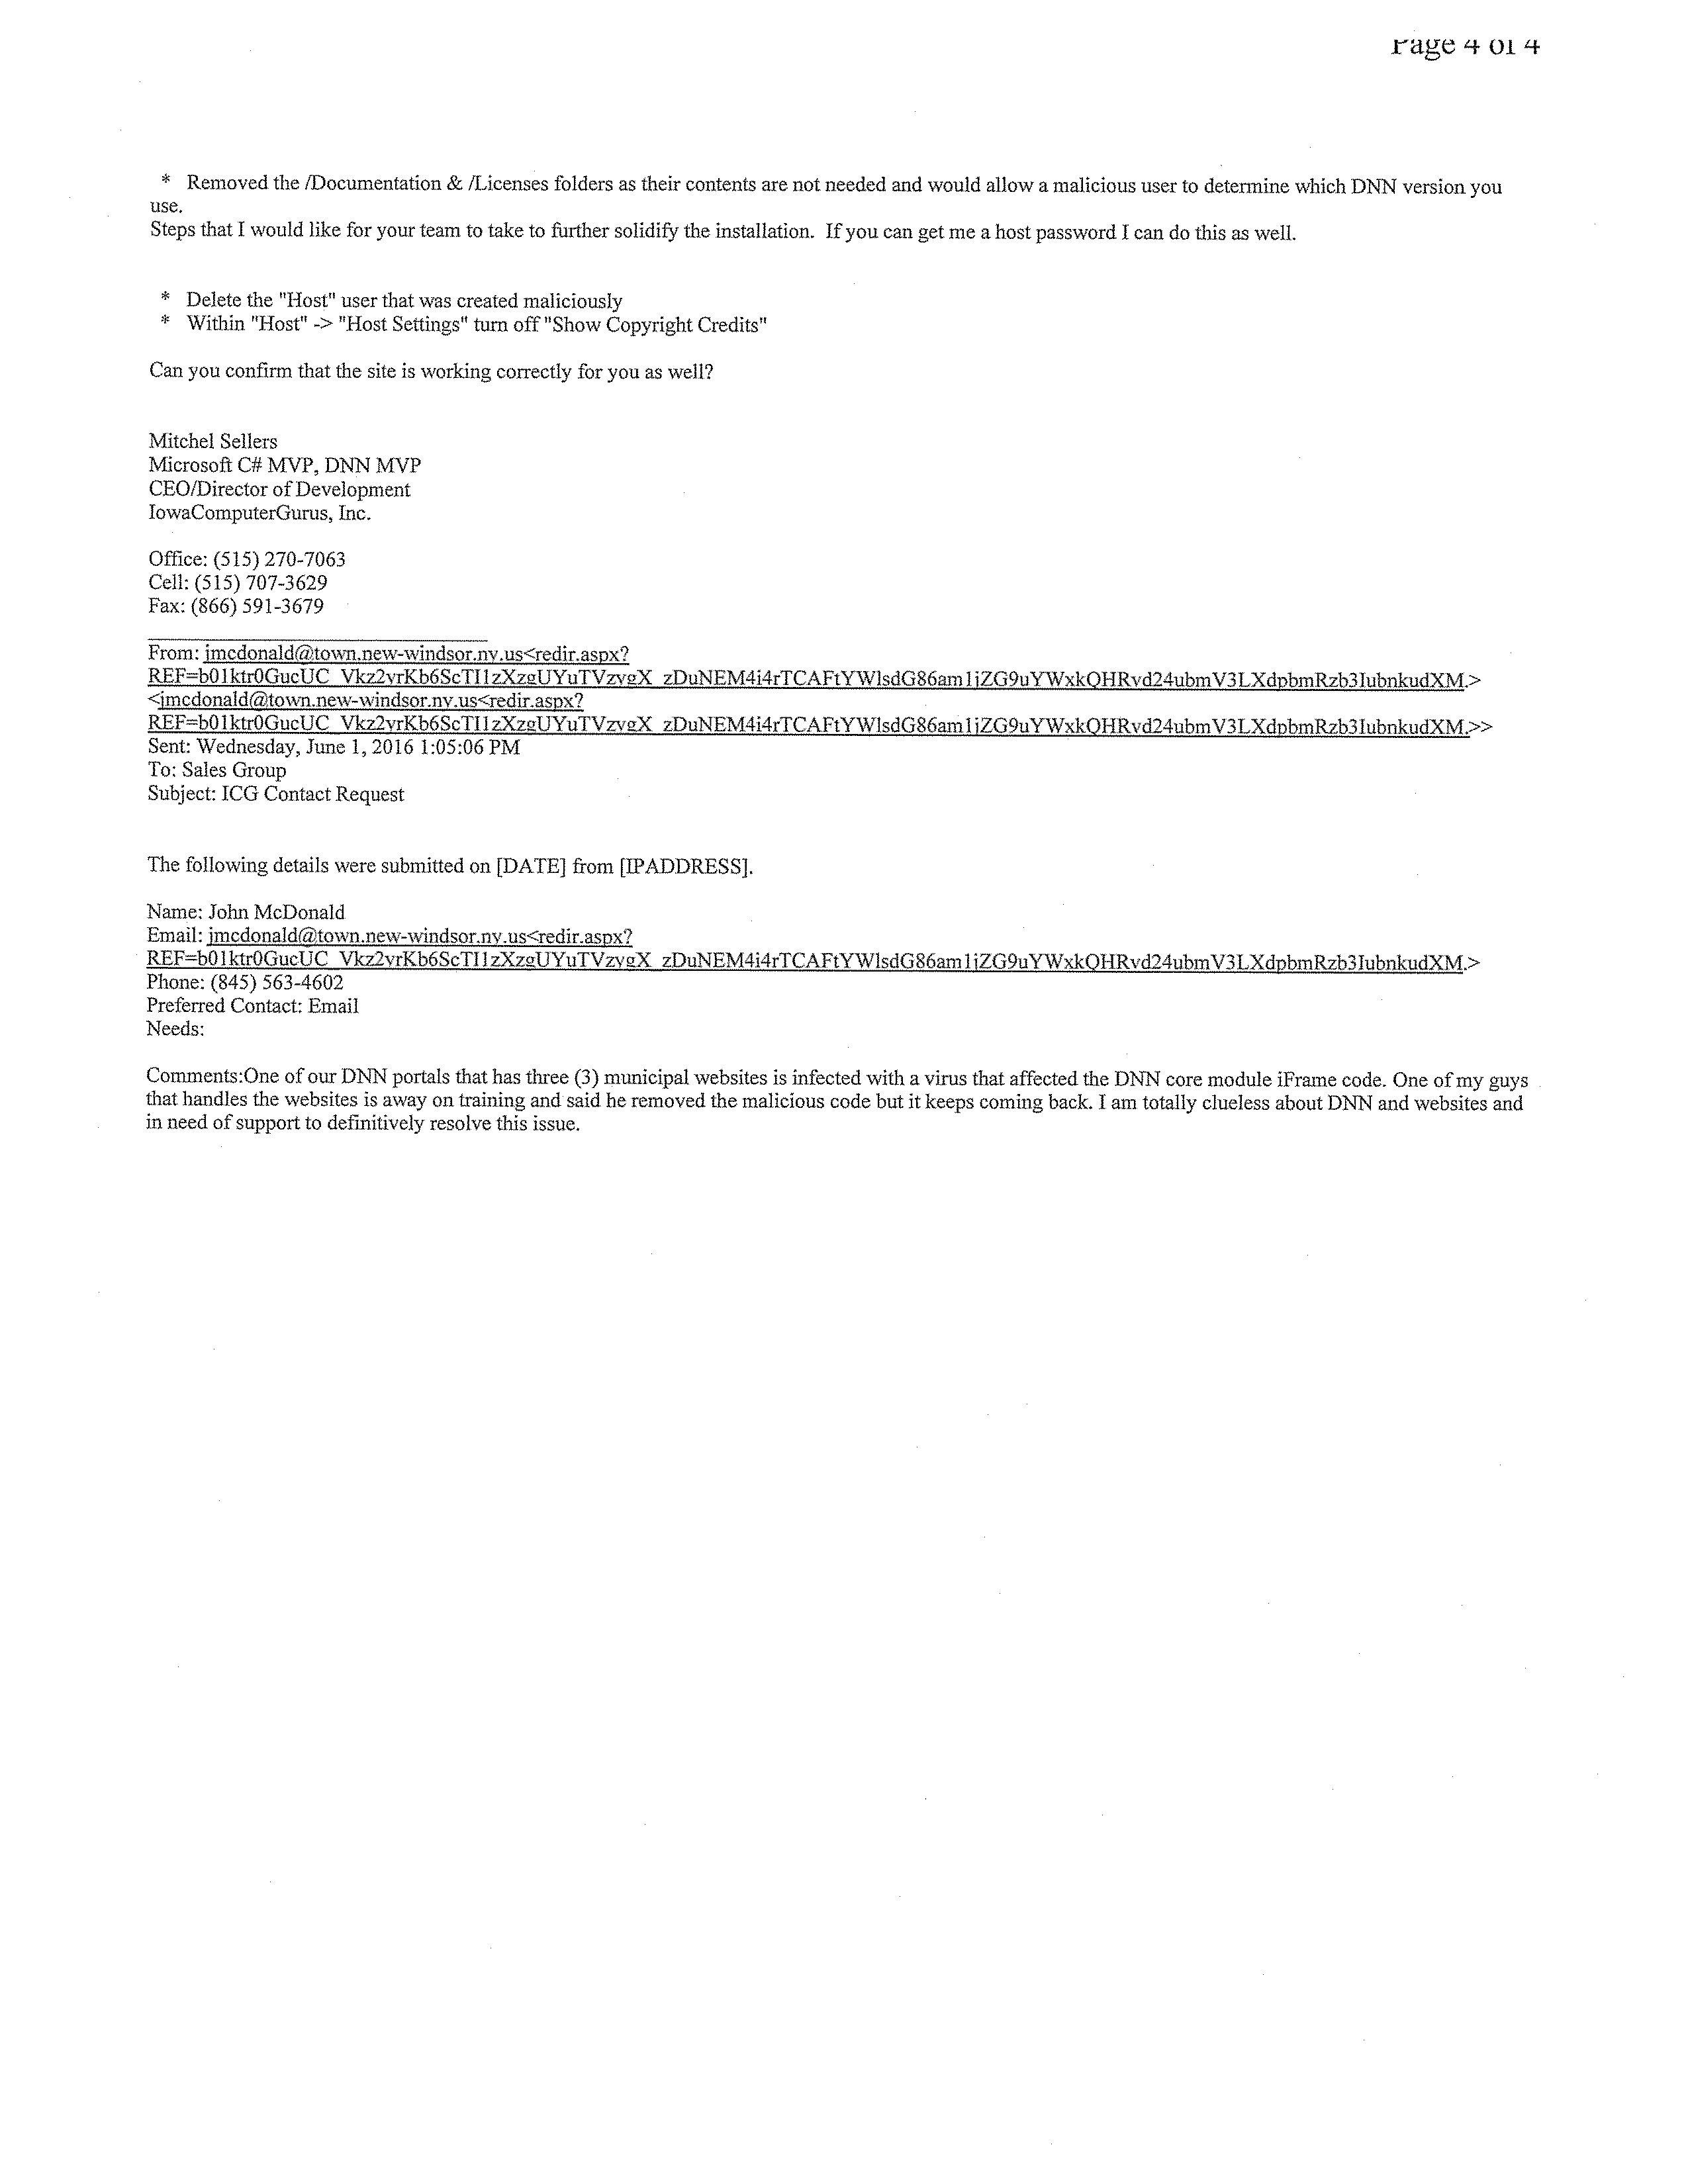 Page 4 of 4
* Removed the /Documentation & /Licenses folders as their contents are not needed and would allow a malicious user to determine which DNN version you
use.
Steps that I would like for your team to take to further solidify the installation. If you can get me a host password I can do this as well.
* Delete the "Host" user that was created maliciously
* Within "Host" -> "Host Settings" turn off "Show Copyright Credits"
Can you confirm that the site is working correctly for you as well?
Mitchel Sellers
Microsoft C# MVP, DNN MVP
CEO/Director of Development
IowaComputerGurus, Inc.
Office: (515) 270-7063
Cell: (515) 707-3629
Fax: (866) 591-3679
From: jmcdonald@town.new-windsor.ny.us<redir.aspx?
REF=b01ktr0GucUC_Vkz2vrKb6ScTI1zXzgUYuTVzvgX_zDuNEM4i4rTCAFtYWlsdG86am1jZG9uYWxkQHRvd24ubmV3LXdpbmRzb3IubnkudXM.>
<jmcdonald@town.new-windsor.ny.us<redir.aspx?
REF=b01ktr0GucUC_Vkz2vrKb6ScTI1zXzgUYuTVzvgX_zDuNEM4i4rTCAFtYWlsdG86am1jZG9uYWxkQHRvd24ubmV3LXdpbmRzb3IubnkudXM.>>
Sent: Wednesday, June 1, 2016 1:05:06 PM
To: Sales Group
Subject: ICG Contact Request
The following details were submitted on [DATE] from [IPADDRESS].
Name: John McDonald
Email: jmcdonald@town.new-windsor.ny.us<redir.aspx?
REF=b01ktr0GucUC_Vkz2vrKb6ScTI1zXzgUYuTVzvgX_zDuNEM4i4rTCAFtYWlsdG86am1jZG9uYWxkQHRvd24ubmV3LXdpbmRzb3IubnkudXM.>
Phone: (845) 563-4602
Preferred Contact: Email
Needs:
Comments:One of our DNN portals that has three (3) municipal websites is infected with a virus that affected the DNN core module iFrame code. One of my guys
that handles the websites is away on training and said he removed the malicious code but it keeps coming back. I am totally clueless about DNN and websites and
in need of support to definitively resolve this issue.